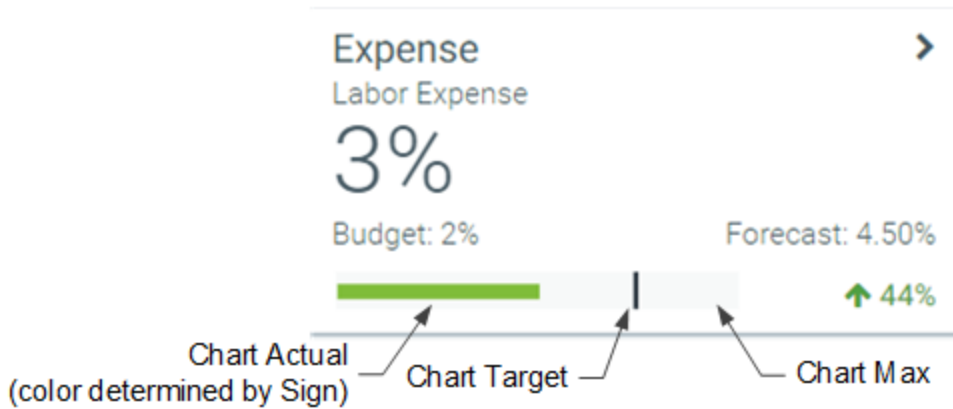 Expense
Labor Expense
3%
Budget: 2%
Forecast: 4.50%
44%
Chart Actual
(color determined by Sign)
Chart Target
Chart Max